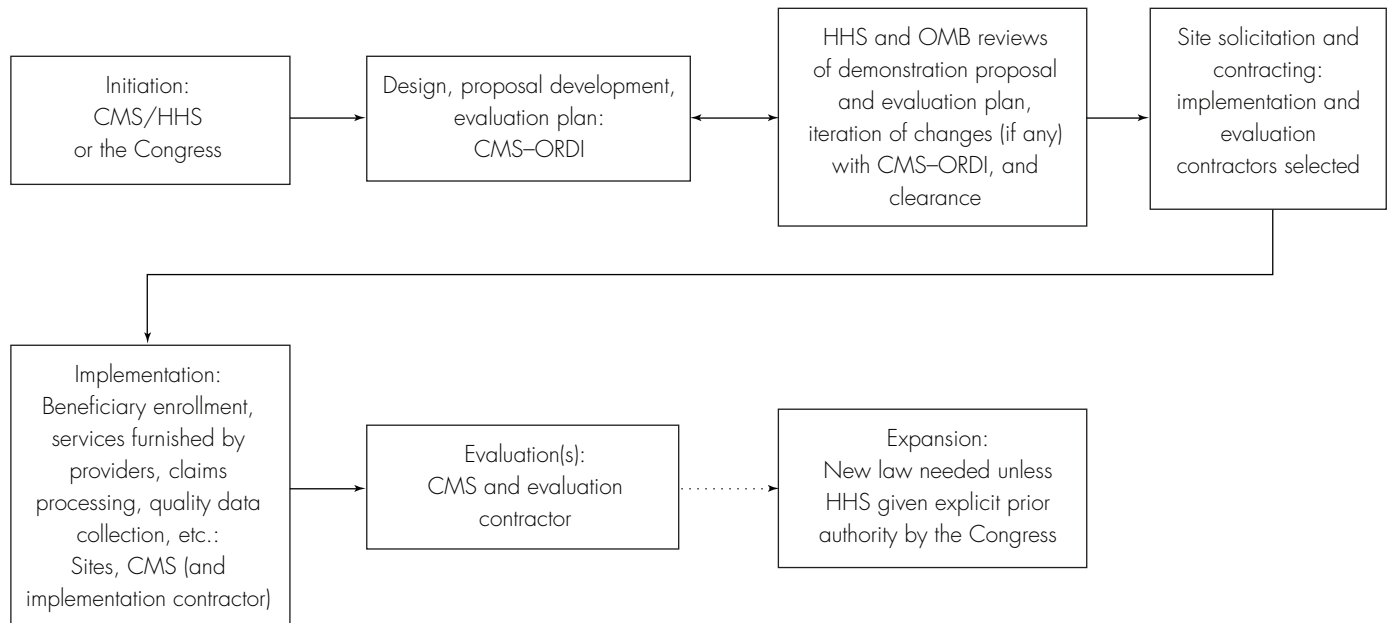 Initiation:
CMS/HHS
or the Congress
Design, proposal development,
evaluation plan:
CMS–ORDI
HHS and OMB reviews
of demonstration proposal
and evaluation plan,
iteration of changes (if any)
with CMS–ORDI, and
clearance
Site solicitation and
contracting:
implementation and
evaluation
contractors selected
Implementation:
Beneficiary enrollment,
services furnished by
providers, claims
processing, quality data
collection, etc.:
Sites, CMS (and
implementation contractor)
Evaluation(s):
CMS and evaluation
contractor
Expansion:
New law needed unless
HHS given explicit prior
authority by the Congress